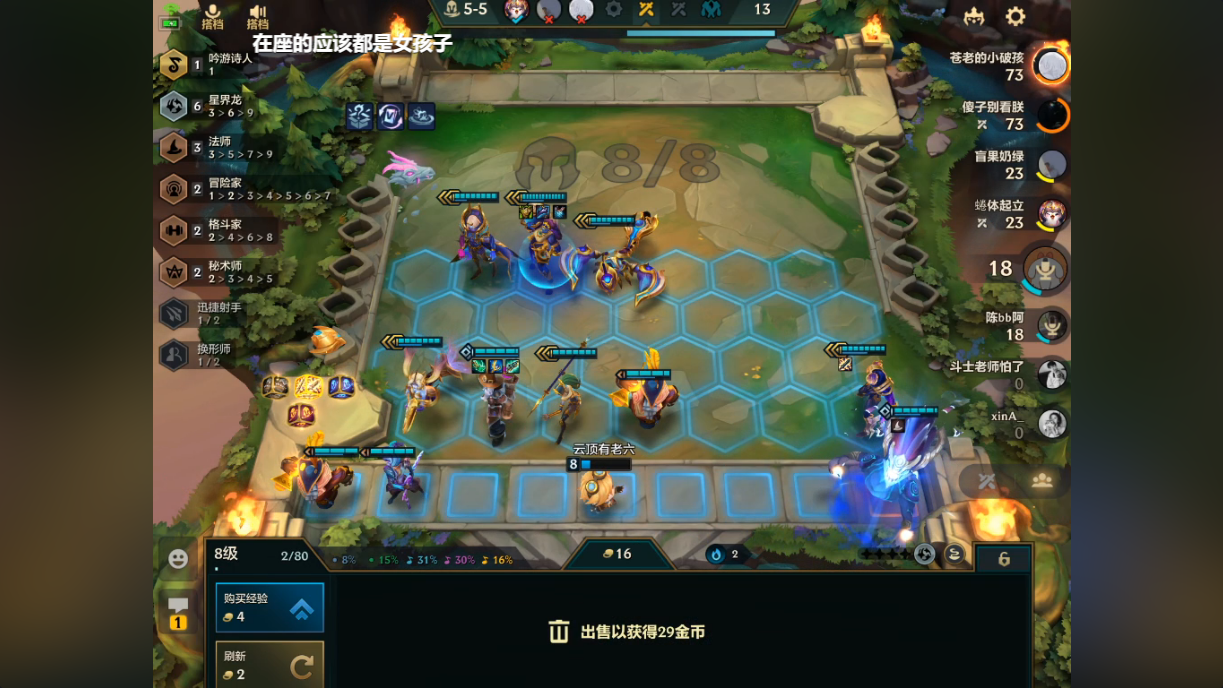 搭档
搭档
5-5
13
在座的应该都是女孩子
1
吟游诗人
1
6
星界龙
3 > 6 > 9
3
法师
3 > 5 > 7 > 9
2
冒险家
1 > 2 > 3 > 4 > 5 > 6 > 7
2
格斗家
2 > 4 > 6 > 8
2
秘术师
2 > 3 > 4 > 5
迅捷射手
1 / 2
换形师
1 / 2
8/8
苍老的小破孩
73
傻子别看朕
73
盲果奶绿
23
蜷体起立
23
18
陈bb阿
18
斗士老师怕了
0
xinA_
0
云顶有老六
8
8级
2/80
8%
15%
31%
30%
16%
16
2
6
购买经验
4
1
刷新
2
出售以获得29金币